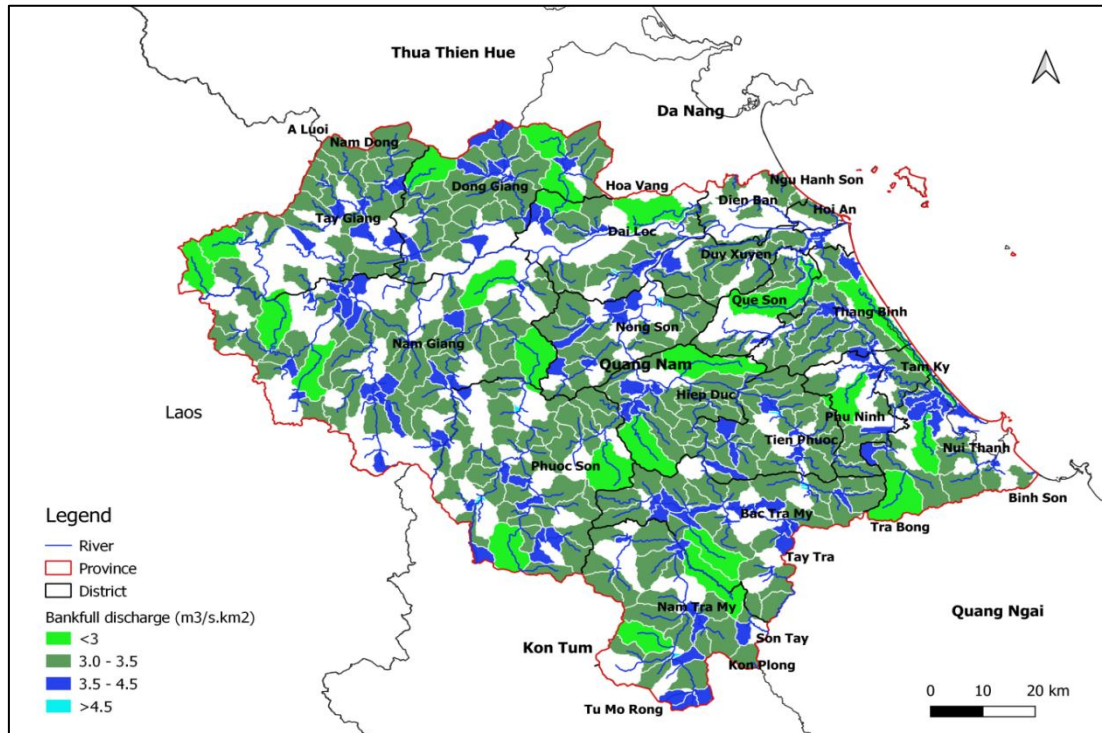 Thua Thien Hue
Da Nang
A Luoi
Nam Dong
Dong Giang
Hoa Vang
Ngu Hanh Son
Dien Ban
Hoi An
Tay Giang
Dai Loc
Duy Xuyen
Que Son
Thang Binh
Nong Son
Nam Giang
Quang Nam
Tam Ky
Hiep Duc
Laos
Phu Ninh
Tien Phuoc
Nui Thanh
Phuoc Son
Binh Son
Bac Tra My
Tra Bong
Tay Tra
Nam Tra My
Quang Ngai
Son Tay
Kon Tum
Kon Plong
Tu Mo Rong
Legend
River
Province
District
Bankfull discharge (m3/s.km2)
<3
3.0 - 3.5
3.5 - 4.5
>4.5
0 10 20 km